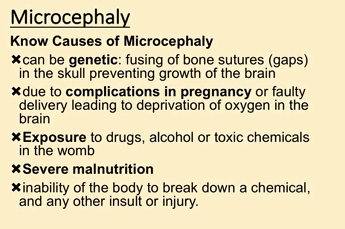 Microcephaly
Know Causes of Microcephaly
✖can be genetic: fusing of bone sutures (gaps)
in the skull preventing growth of the brain
✖due to complications in pregnancy or faulty
delivery leading to deprivation of oxygen in the
brain
✖Exposure to drugs, alcohol or toxic chemicals
in the womb
✖Severe malnutrition
✖inability of the body to break down a chemical,
and any other insult or injury.